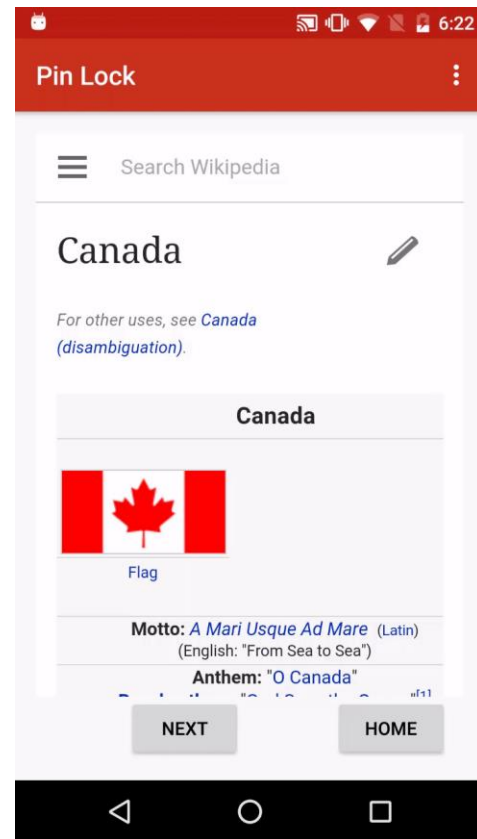 6:22
Pin Lock
Search Wikipedia
Canada
For other uses, see Canada
(disambiguation).
Canada
Flag
Motto: A Mari Usque Ad Mare (Latin)
(English: "From Sea to Sea")
Anthem: "O Canada"
[1]
NEXT
HOME